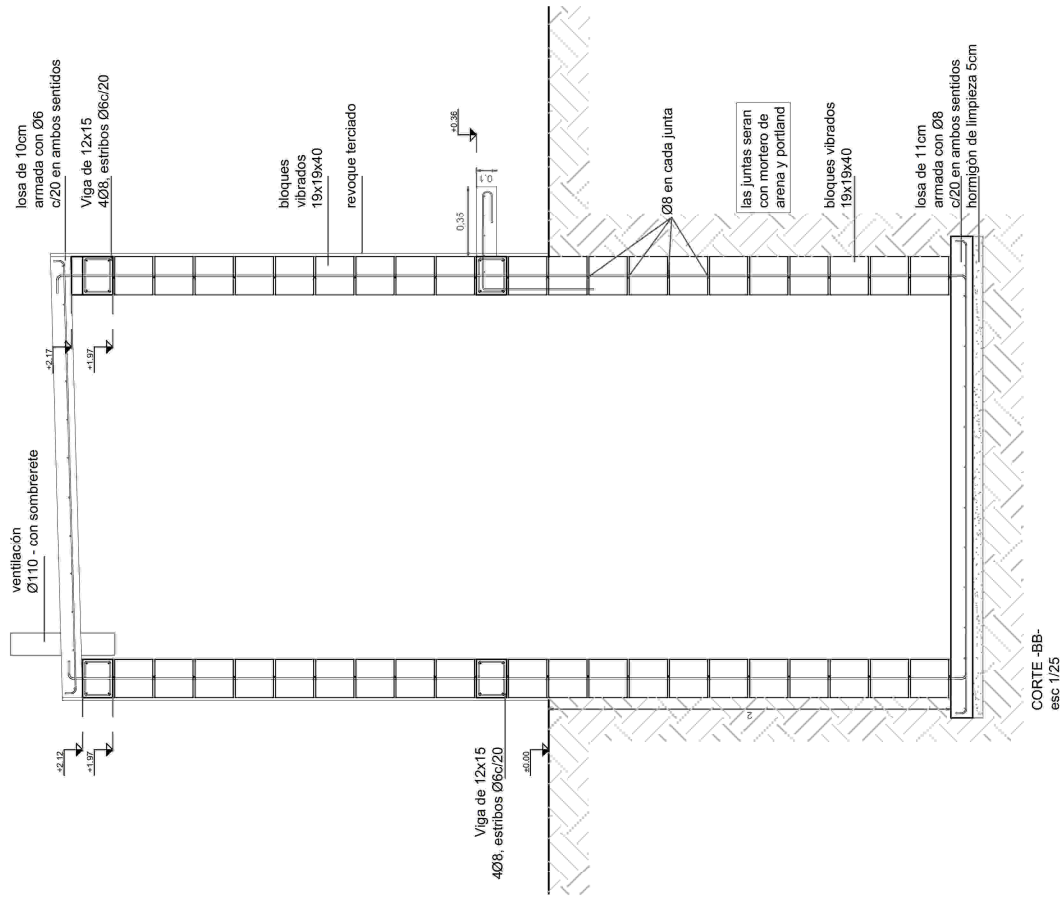 ventilación
Ø110 - con sombrerete
losa de 10cm
armada con Ø6
c/20 en ambos sentidos
Viga de 12x15
4Ø8, estribos Ø6c/20
+2.12
+1.97
+2.17
+1.97
bloques
vibrados
19x19x40
revoque terciado
+0.36
0,35
0,1
Viga de 12x15
4Ø8, estribos Ø6c/20
±0.00
Ø8 en cada junta
las juntas seran
con mortero de
arena y portland
bloques vibrados
19x19x40
2
losa de 11cm
armada con Ø8
c/20 en ambos sentidos
hormigón de limpieza 5cm
CORTE -BB-
esc 1/25